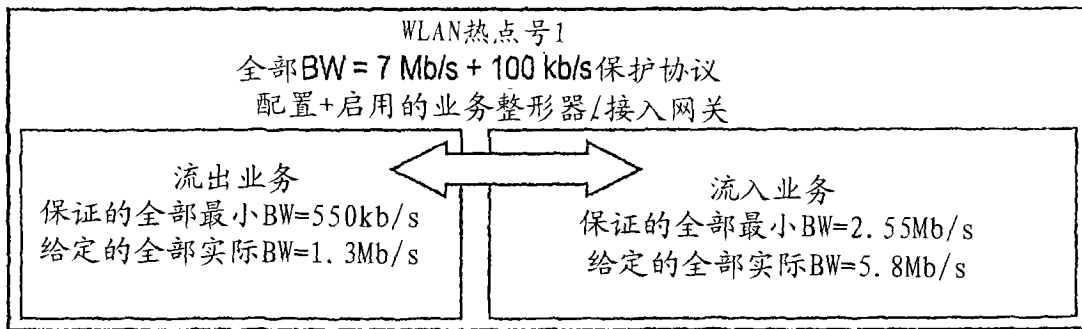 WLAN热点号1
全部BW = 7 Mb/s + 100 kb/s保护协议
配置+启用的业务整形器/接入网关
流出业务
保证的全部最小BW=550kb/s
给定的全部实际BW=1.3Mb/s
流入业务
保证的全部最小BW=2.55Mb/s
给定的全部实际BW=5.8Mb/s